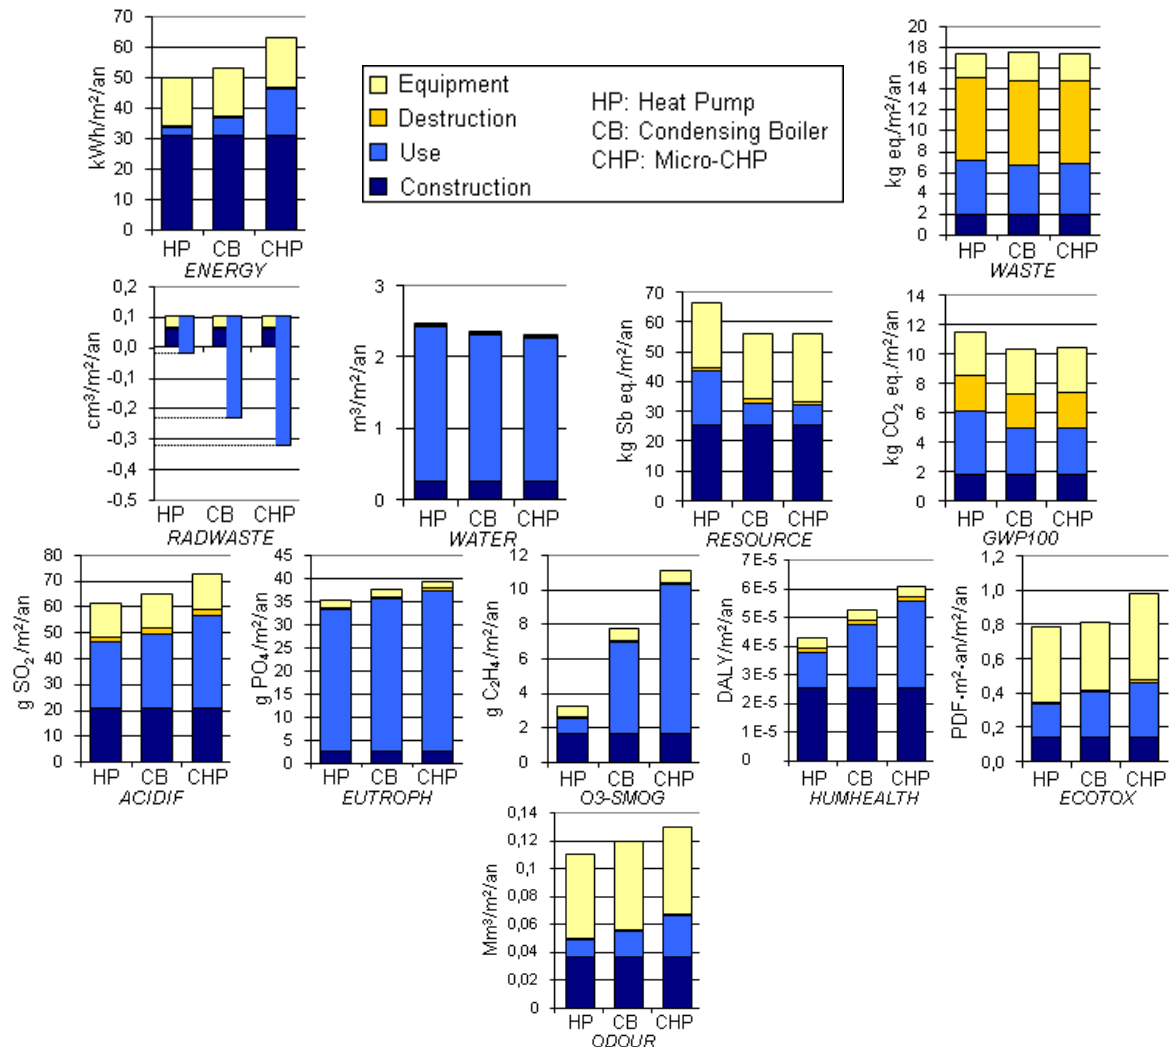 70
60
50
40
30
20
10
0
kWh/m²/an
HP CB CHP
ENERGY
Equipment
Destruction
Use
Construction
HP: Heat Pump
CB: Condensing Boiler
CHP: Micro-CHP
20
18
16
14
12
10
8
6
4
2
0
kg eq./m²/an
HP CB CHP
WASTE
0,2
0,1
0,0
-0,1
-0,2
-0,3
-0,4
-0,5
cm³/m²/an
HP CB CHP
RADWASTE
3
2
1
0
m³/m²/an
HP CB CHP
WATER
70
60
50
40
30
20
10
0
kg Sb eq./m²/an
HP CB CHP
RESOURCE
14
12
10
8
6
4
2
0
kg CO₂ eq./m²/an
HP CB CHP
GWP100
80
70
60
50
40
30
20
10
0
g SO₂/m²/an
HP CB CHP
ACIDIF
45
40
35
30
25
20
15
10
5
0
g PO₄/m²/an
HP CB CHP
EUTROPH
12
10
8
6
4
2
0
g C₂H₄/m²/an
HP CB CHP
O3-SMOG
7E-5
6E-5
5E-5
4E-5
3E-5
2E-5
1E-5
0
DALY/m²/an
HP CB CHP
HUMHEALTH
1,2
1,0
0,8
0,6
0,4
0,2
0,0
PDF·m²·an/m²/an
HP CB CHP
ECOTOX
0,14
0,12
0,1
0,08
0,06
0,04
0,02
0
Mm³/m²/an
HP CB CHP
ODOUR